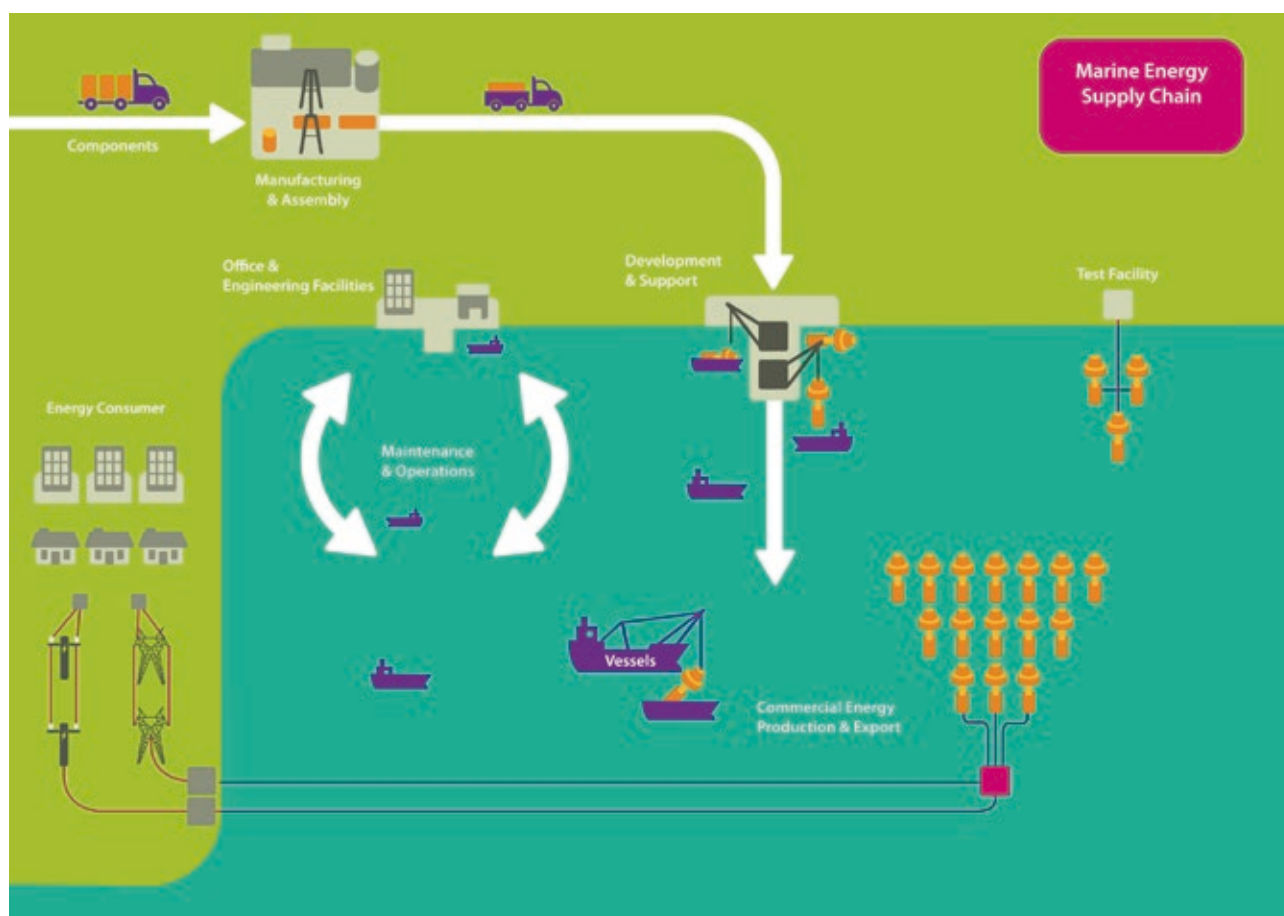 Marine Energy
Supply Chain
Components
Manufacturing
& Assembly
Office &
Engineering Facilities
Development
& Support
Test Facility
Energy Consumer
Maintenance
& Operations
Vessels
Commercial Energy
Production & Export